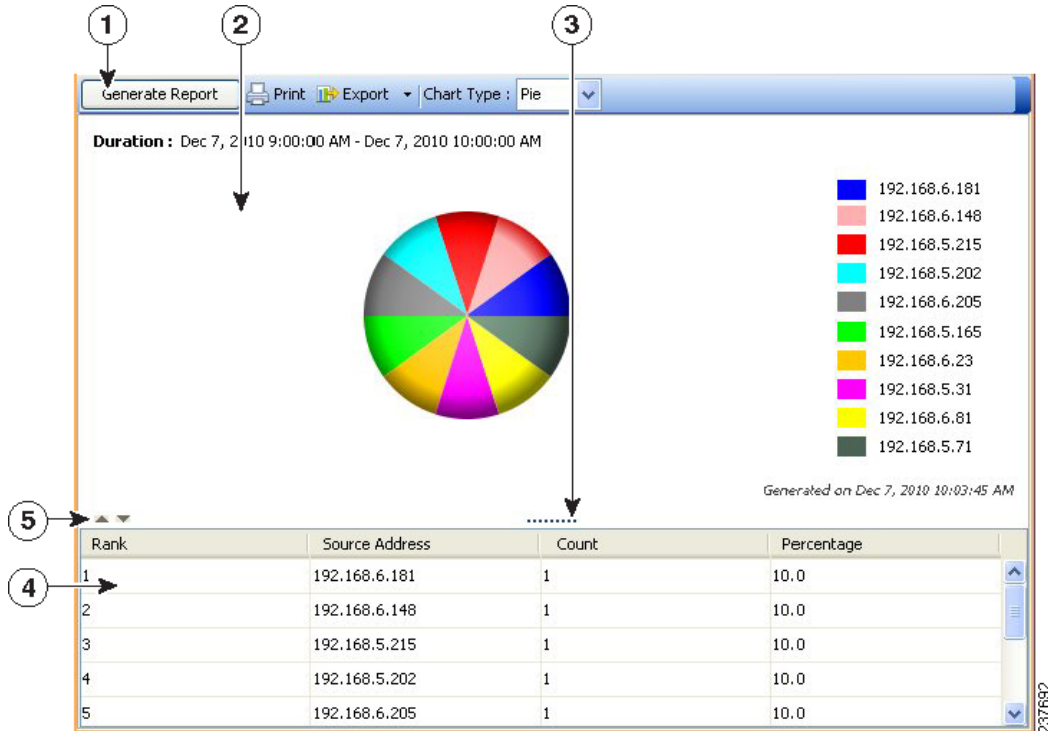 1 2 3
Generate Report Print Export Chart Type : Pie
Duration : Dec 7, 2010 9:00:00 AM - Dec 7, 2010 10:00:00 AM
192.168.6.181
192.168.6.148
192.168.5.215
192.168.5.202
192.168.6.205
192.168.5.165
192.168.6.23
192.168.5.31
192.168.6.81
192.168.5.71
Generated on Dec 7, 2010 10:03:45 AM
5
Rank Source Address Count Percentage
4
1 192.168.6.181 1 10.0
2 192.168.6.148 1 10.0
3 192.168.5.215 1 10.0
4 192.168.5.202 1 10.0
5 192.168.6.205 1 10.0
237692